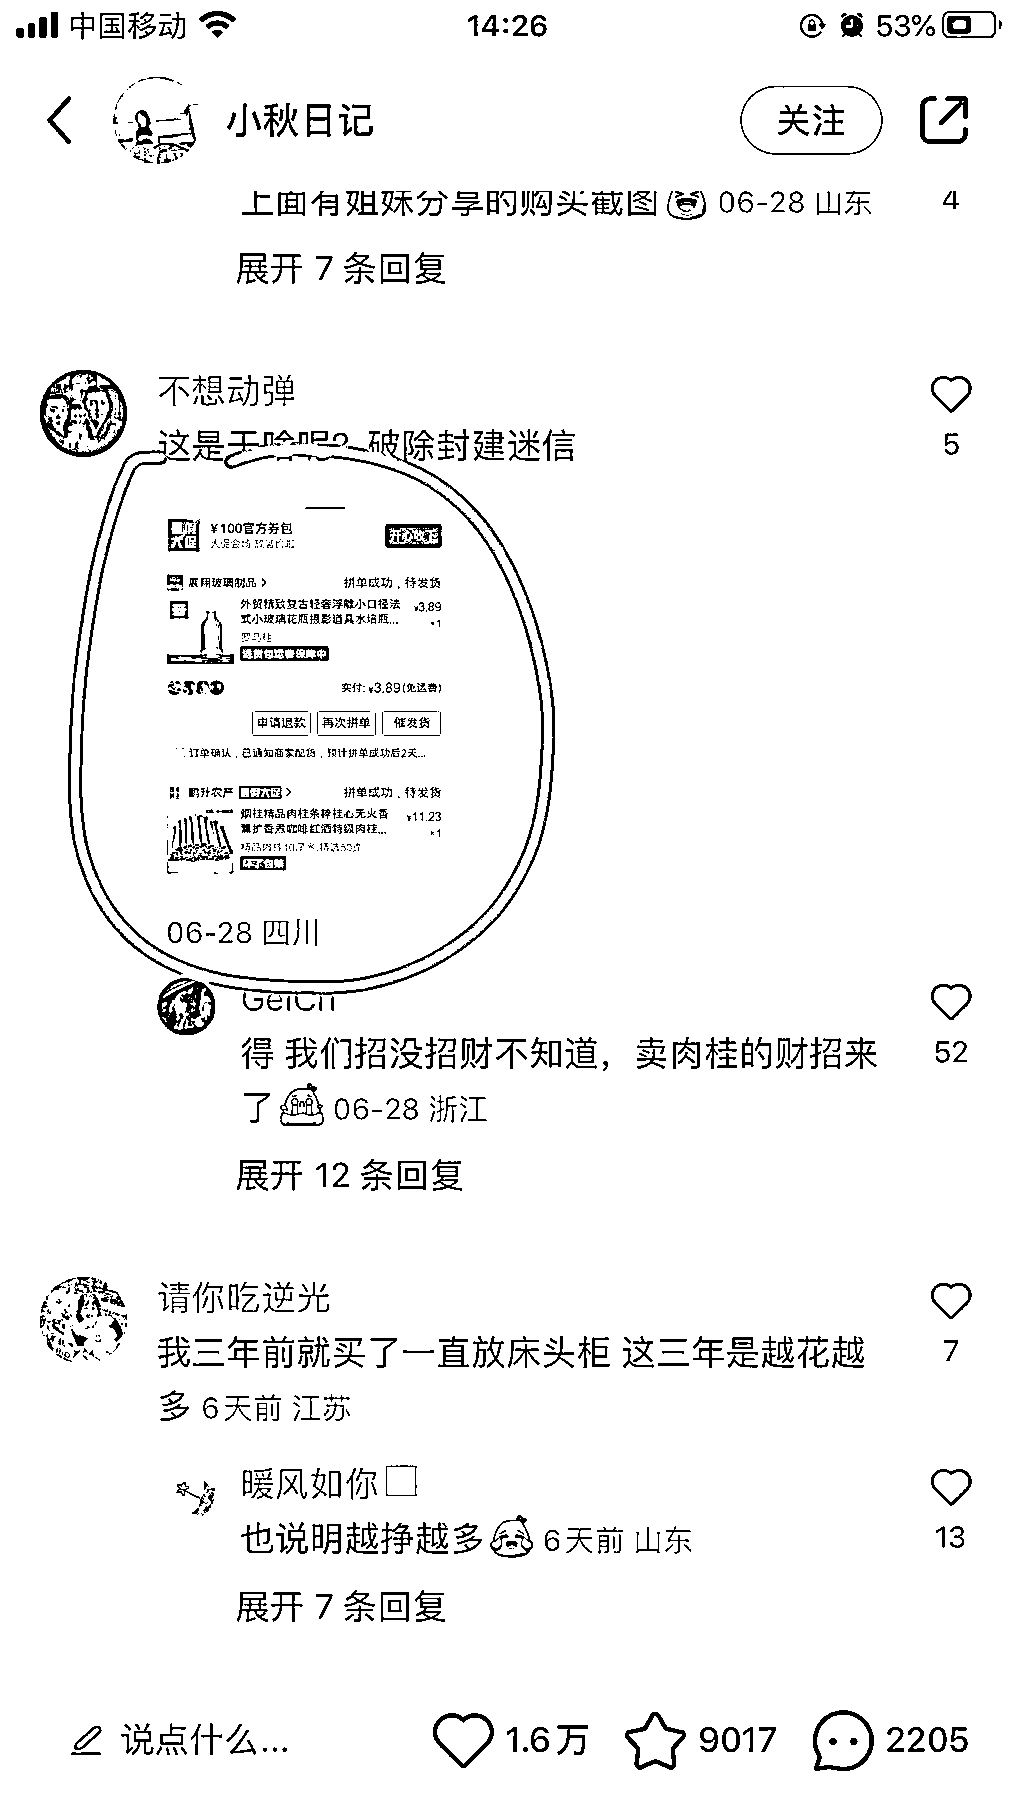 中国移动 14:26 53%
小秋日记 关注
上面有姐妹分享的购买截图 06-28 山东 4
展开 7 条回复
不想动弹
这是干啥呢? 破除封建迷信 5
¥100官方券包
展翔玻璃制品 > 拼单成功,待发货
外贸精致复古轻奢浮雕小口径法 ¥3.89
式小玻璃花瓶摄影道具水培瓶... ×1
罗马柱
退货包运费保障中
实付: ¥3.89(免运费)
申请退款 再次拼单 催发货
订单确认,已通知商家配货,预计拼单成功后2天...
鹏升农产 > 拼单成功,待发货
烟桂精品肉桂条棒桂心无火香 ¥11.23
薰扩香煮咖啡红酒特级肉桂... ×1
06-28 四川
GeiCh
得 我们招没招财不知道,卖肉桂的财招来 52
了 06-28 浙江
展开 12 条回复
请你吃逆光
我三年前就买了一直放床头柜 这三年是越花越 7
多 6天前 江苏
暖风如你
也说明越挣越多 6天前 山东 13
展开 7 条回复
说点什么... 1.6万 9017 2205